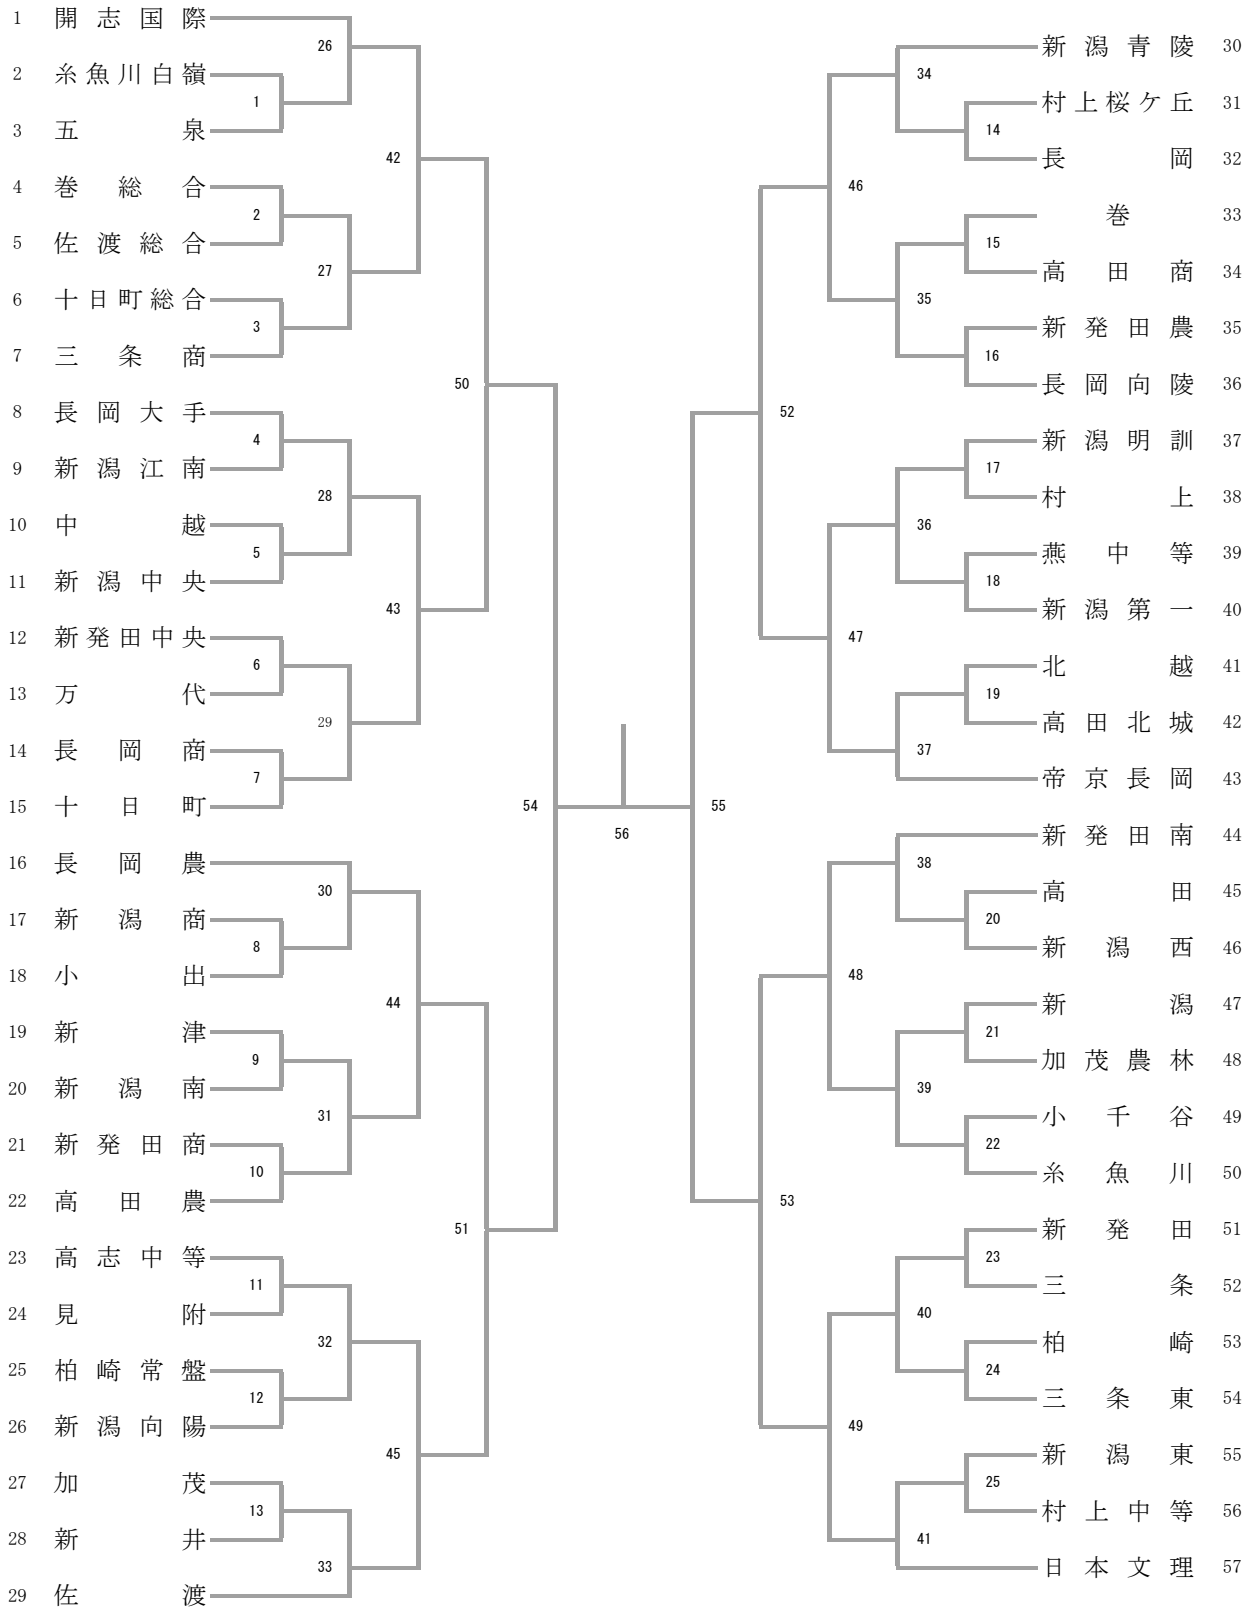 1 開志国際
2 糸魚川白嶺
3 五泉
4 巻総合
5 佐渡総合
6 十日町総合
7 三条商
8 長岡大手
9 新潟江南
10 中越
11 新潟中央
12 新発田中央
13 万代
14 長岡商
15 十日町
16 長岡農
17 新潟商
18 小出
19 新津
20 新潟南
21 新発田商
22 高田農
23 高志中等
24 見附
25 柏崎常盤
26 新潟向陽
27 加茂
28 新井
29 佐渡
1
2
3
4
5
6
7
8
9
10
11
12
13
26
27
28
29
30
31
32
33
42
43
44
45
50
51
54
56
55
52
53
46
47
48
49
34
35
36
37
38
39
40
41
14
15
16
17
18
19
20
21
22
23
24
25
新潟青陵 30
村上桜ケ丘 31
長岡 32
巻 33
高田商 34
新発田農 35
長岡向陵 36
新潟明訓 37
村上 38
燕中等 39
新潟第一 40
北越 41
高田北城 42
帝京長岡 43
新発田南 44
高田 45
新潟西 46
新潟 47
加茂農林 48
小千谷 49
糸魚川 50
新発田 51
三条 52
柏崎 53
三条東 54
新潟東 55
村上中等 56
日本文理 57